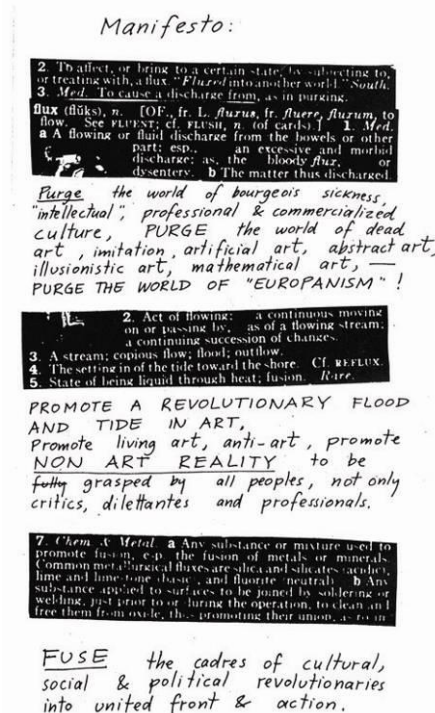 Manifesto:
2. To affect, or bring to a certain state, by subjecting to,
or treating with, a flux. "Fluxed into another world." South.
3. Med. To cause a discharge from, as in purging.
flux (flŭks), n. [OF., fr. L. fluxus, fr. fluere, fluxum, to
flow. See FLUENT; cf. FLUSH, n. (of cards).] 1. Med.
a A flowing or fluid discharge from the bowels or other
part; esp., an excessive and morbid
discharge; as, the bloody flux, or
dysentery. b The matter thus discharged.
Purge the world of bourgeois sickness,
"intellectual", professional & commercialized
culture, PURGE the world of dead
art, imitation, artificial art, abstract art,
illusionistic art, mathematical art, —
PURGE THE WORLD OF "EUROPANISM"!
2. Act of flowing: a continuous moving
on or passing by, as of a flowing stream;
a continuing succession of changes.
3. A stream; copious flow; flood; outflow.
4. The setting in of the tide toward the shore. Cf. REFLUX.
5. State of being liquid through heat; fusion. Rare.
PROMOTE A REVOLUTIONARY FLOOD
AND TIDE IN ART,
Promote living art, anti-art, promote
NON ART REALITY to be
fully grasped by all peoples, not only
critics, dilettantes and professionals.
7. Chem. & Metal. a Any substance or mixture used to
promote fusion, esp. the fusion of metals or minerals.
Common metallurgical fluxes are silica and silicates (acidic),
lime and limestone (basic), and fluorite (neutral). b Any
substance applied to surfaces to be joined by soldering or
welding, just prior to or during the operation, to clean and
free them from oxide, thus promoting their union, as
FUSE the cadres of cultural,
social & political revolutionaries
into united front & action.